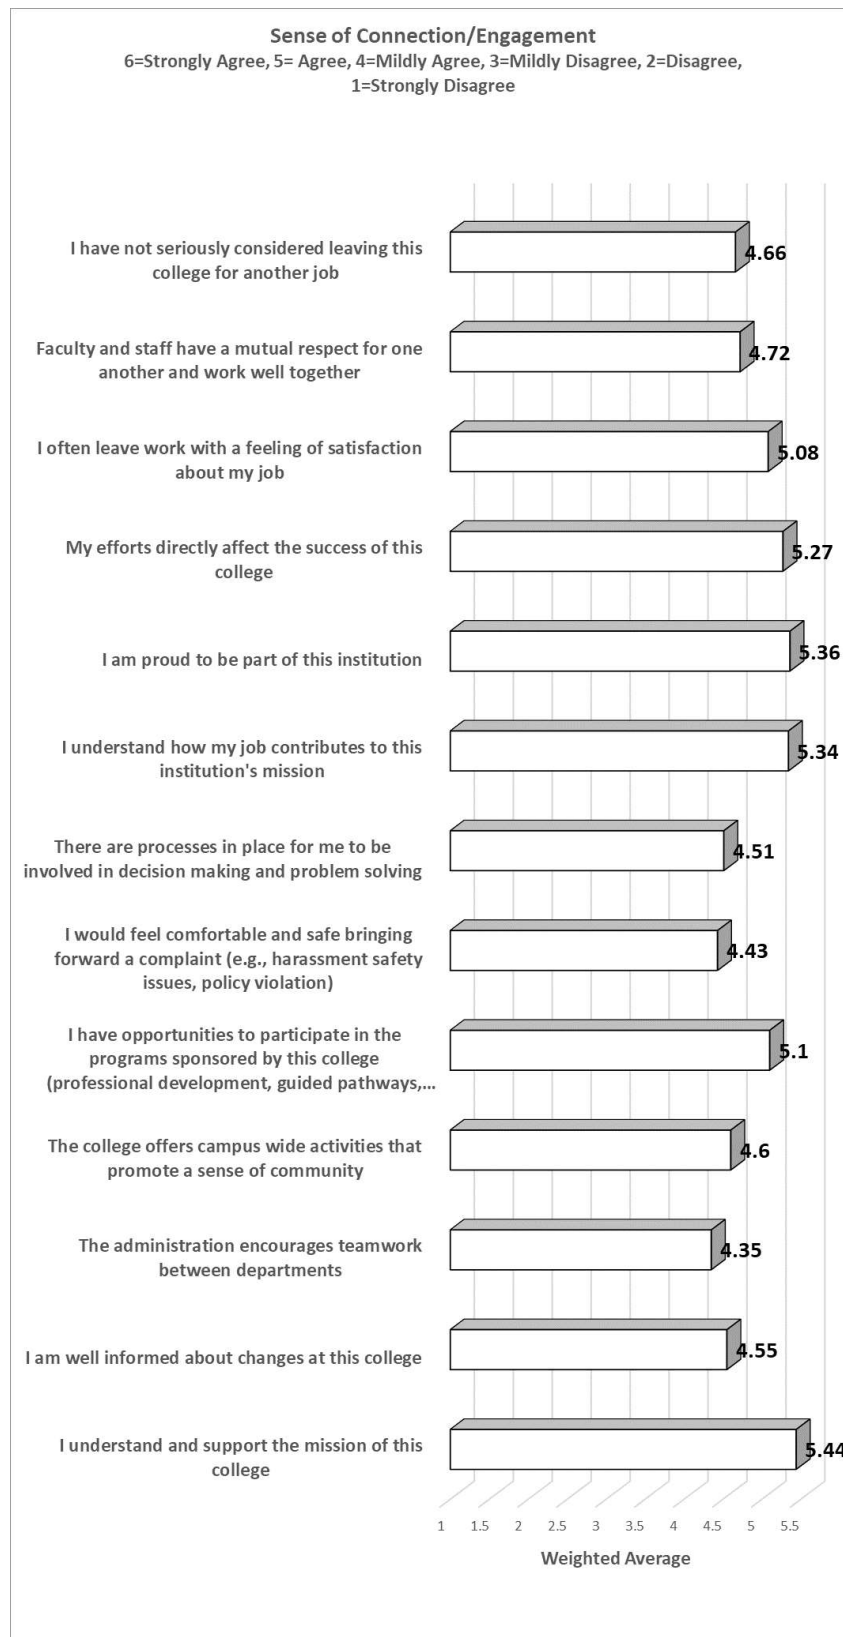 Sense of Connection/Engagement
6=Strongly Agree, 5= Agree, 4=Mildly Agree, 3=Mildly Disagree, 2=Disagree,
1=Strongly Disagree
I have not seriously considered leaving this
college for another job
4.66
Faculty and staff have a mutual respect for one
another and work well together
4.72
I often leave work with a feeling of satisfaction
about my job
5.08
My efforts directly affect the success of this
college
5.27
I am proud to be part of this institution
5.36
I understand how my job contributes to this
institution's mission
5.34
There are processes in place for me to be
involved in decision making and problem solving
4.51
I would feel comfortable and safe bringing
forward a complaint (e.g., harassment safety
issues, policy violation)
4.43
I have opportunities to participate in the
programs sponsored by this college
(professional development, guided pathways,...
5.1
The college offers campus wide activities that
promote a sense of community
4.6
The administration encourages teamwork
between departments
4.35
I am well informed about changes at this college
4.55
I understand and support the mission of this
college
5.44
1 1.5 2 2.5 3 3.5 4 4.5 5 5.5
Weighted Average